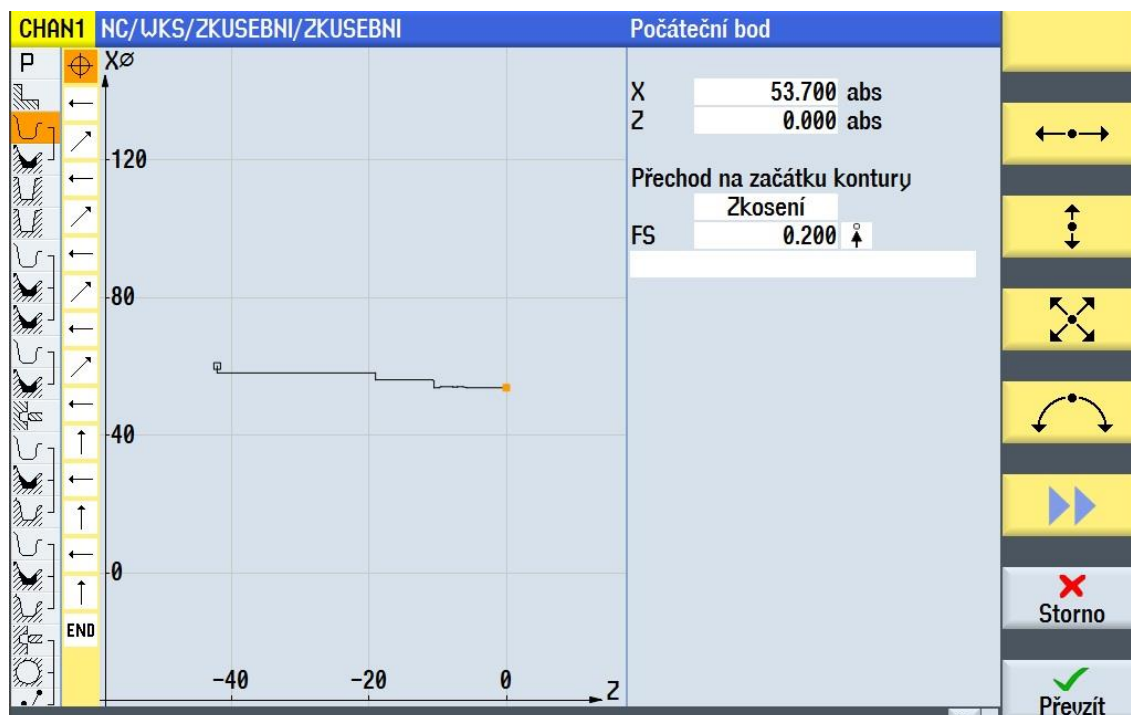 CHAN1 NC/WKS/ZKUSEBNI/ZKUSEBNI Počáteční bod
P
XØ
X 53.700 abs
Z 0.000 abs
120
Přechod na začátku kontury
Zkosení
FS 0.200
80
40
0
END
-40 -20 0 Z
Storno
Převzít